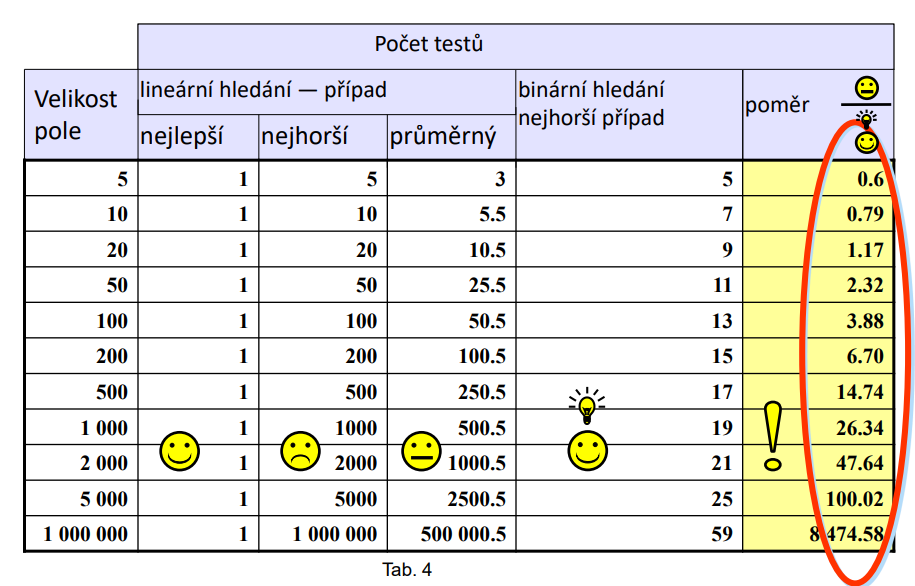 Počet testů
Velikost pole
lineární hledání — případ
binární hledání nejhorší případ
poměr
nejlepší nejhorší průměrný
5 1 5 3 5 0.6
10 1 10 5.5 7 0.79
20 1 20 10.5 9 1.17
50 1 50 25.5 11 2.32
100 1 100 50.5 13 3.88
200 1 200 100.5 15 6.70
500 1 500 250.5 17 14.74
1 000 1 1000 500.5 19 26.34
2 000 1 2000 1000.5 21 47.64
5 000 1 5000 2500.5 25 100.02
1 000 000 1 1 000 000 500 000.5 59 8 474.58
Tab. 4